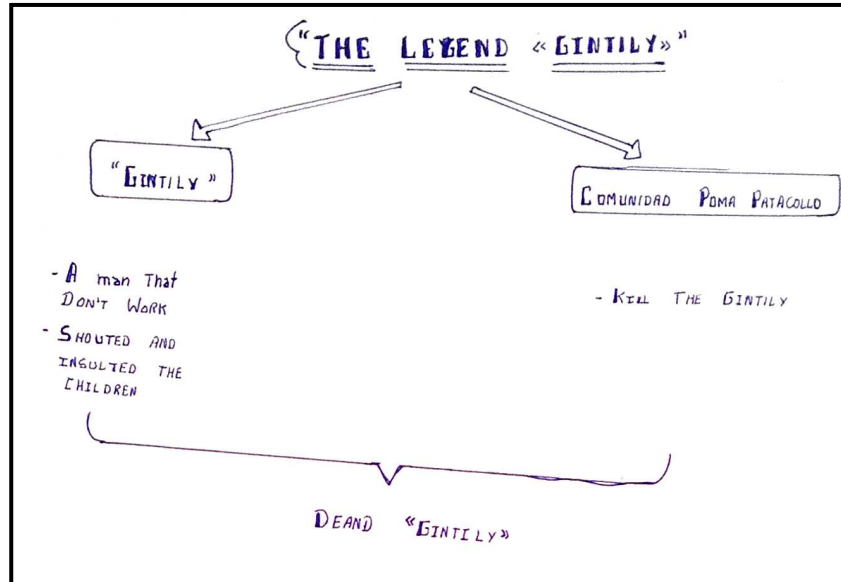 "THE LEGEND «GINTILY»"
"GINTILY"
COMUNIDAD POMA PATACOLLO
- A man That
DON'T WORK
- SHOUTED AND
INSULTED THE
CHILDREN
- KILL THE GINTILY
DEAND «GINTILY»